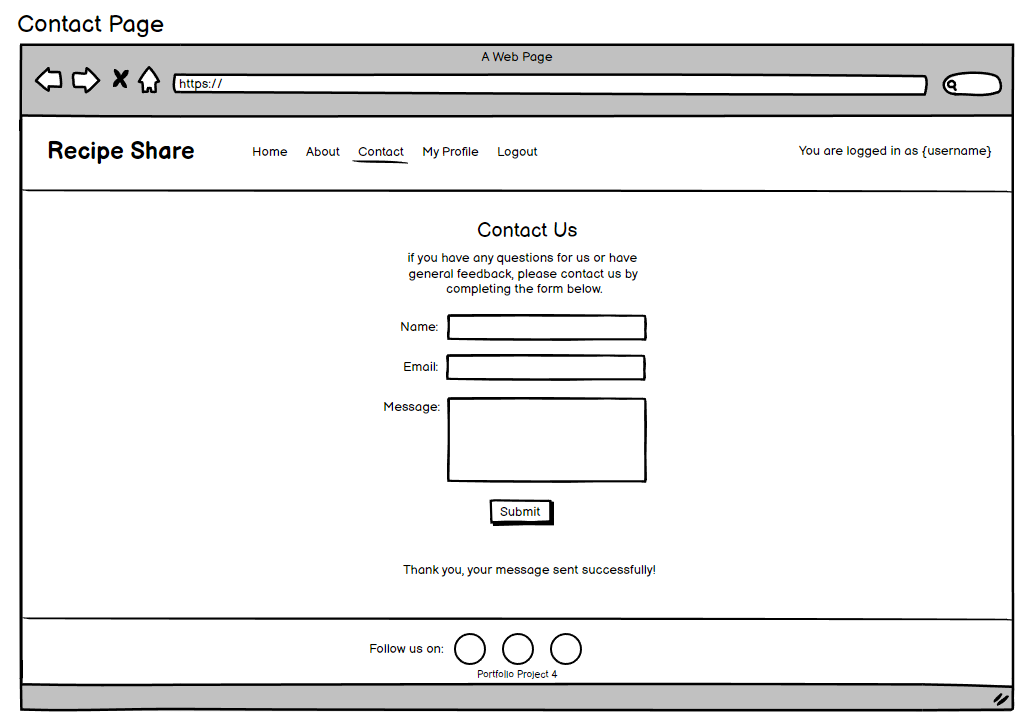 Contact Page
A Web Page
https://
Recipe Share Home About Contact My Profile Logout You are logged in as {username}
Contact Us
if you have any questions for us or have
general feedback, please contact us by
completing the form below.
Name:
Email:
Message:
Submit
Thank you, your message sent successfully!
Follow us on:
Portfolio Project 4